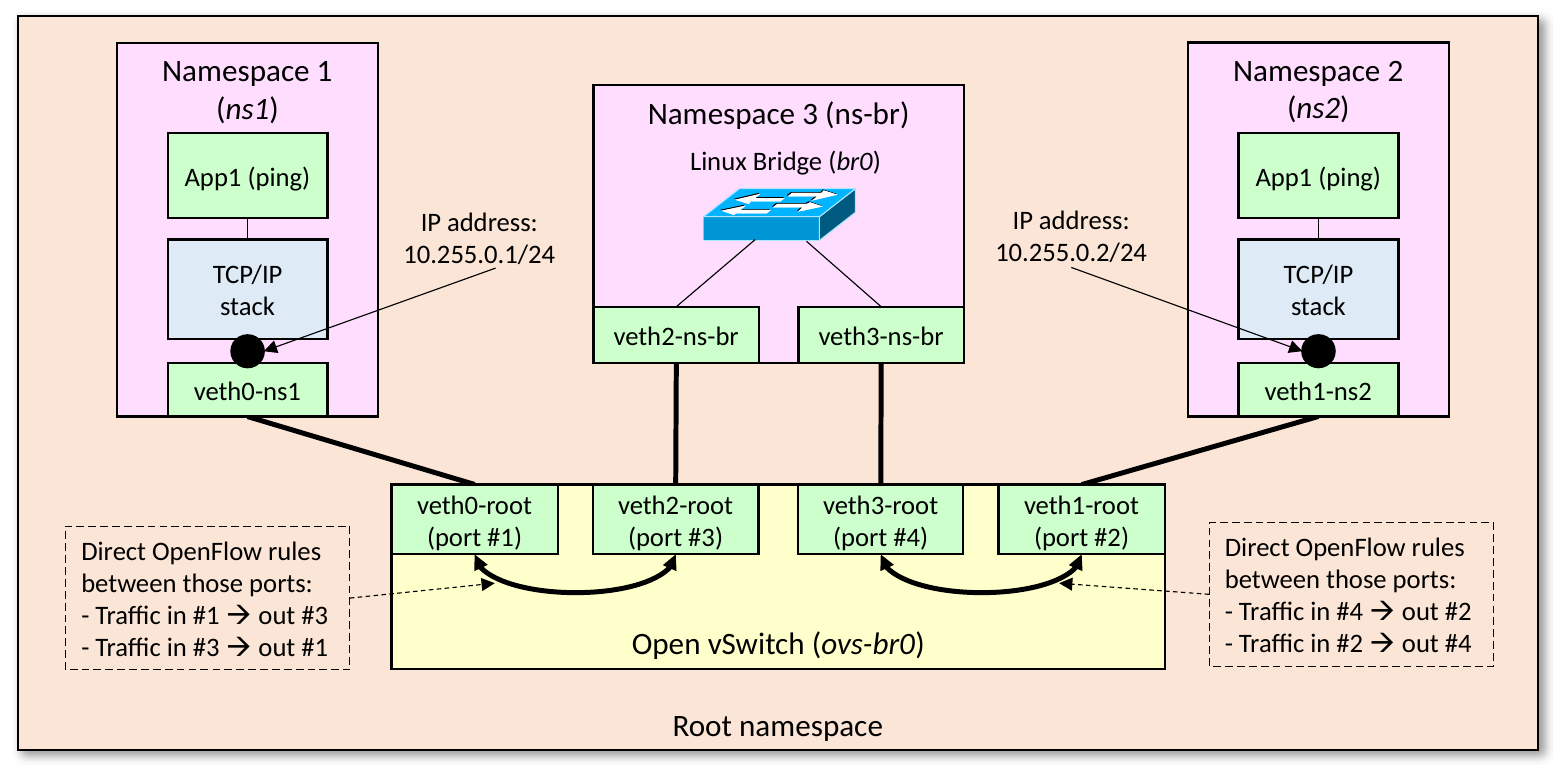 Namespace 1
(ns1)
App1 (ping)
TCP/IP
stack
veth0-ns1
IP address:
10.255.0.1/24
Namespace 3 (ns-br)
Linux Bridge (br0)
veth2-ns-br
veth3-ns-br
IP address:
10.255.0.2/24
Namespace 2
(ns2)
App1 (ping)
TCP/IP
stack
veth1-ns2
veth0-root
(port #1)
veth2-root
(port #3)
veth3-root
(port #4)
veth1-root
(port #2)
Direct OpenFlow rules
between those ports:
- Traffic in #1 → out #3
- Traffic in #3 → out #1
Open vSwitch (ovs-br0)
Direct OpenFlow rules
between those ports:
- Traffic in #4 → out #2
- Traffic in #2 → out #4
Root namespace